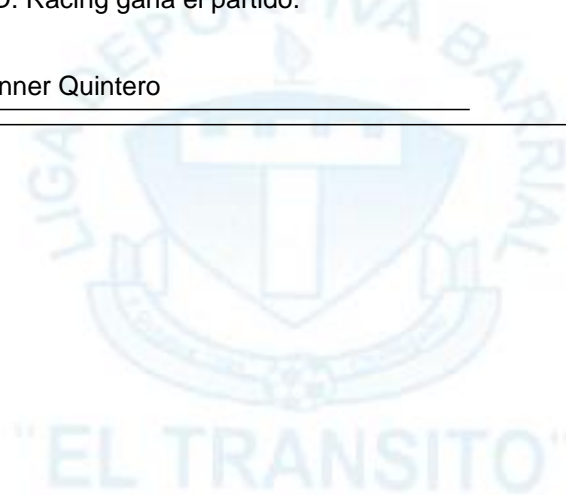 D. Racing gana el partido.
nner Quintero
LIGA DEPORTIVA BARRIAL
"EL TRANSITO"